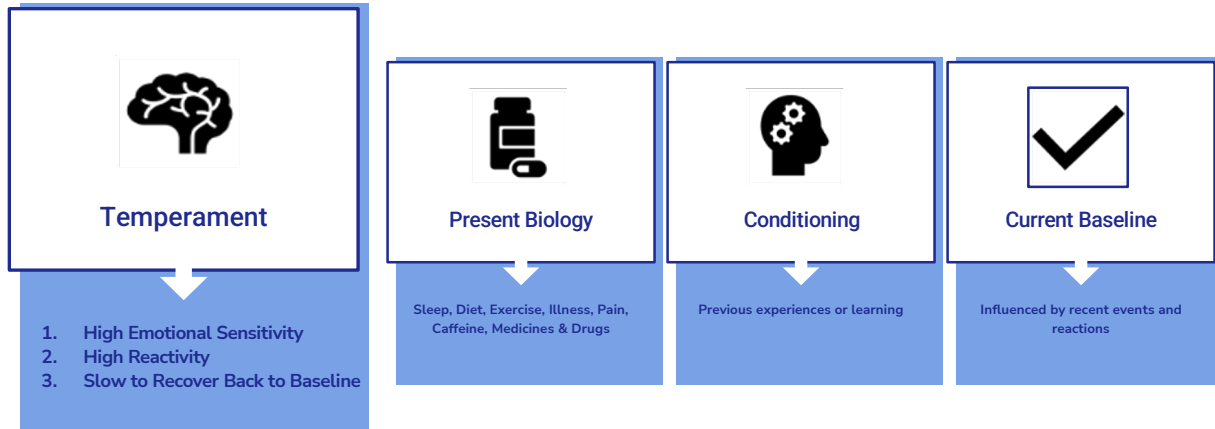 Temperament
1. High Emotional Sensitivity
2. High Reactivity
3. Slow to Recover Back to Baseline
Present Biology
Sleep, Diet, Exercise, Illness, Pain,
Caffeine, Medicines & Drugs
Conditioning
Previous experiences or learning
Current Baseline
Influenced by recent events and
reactions